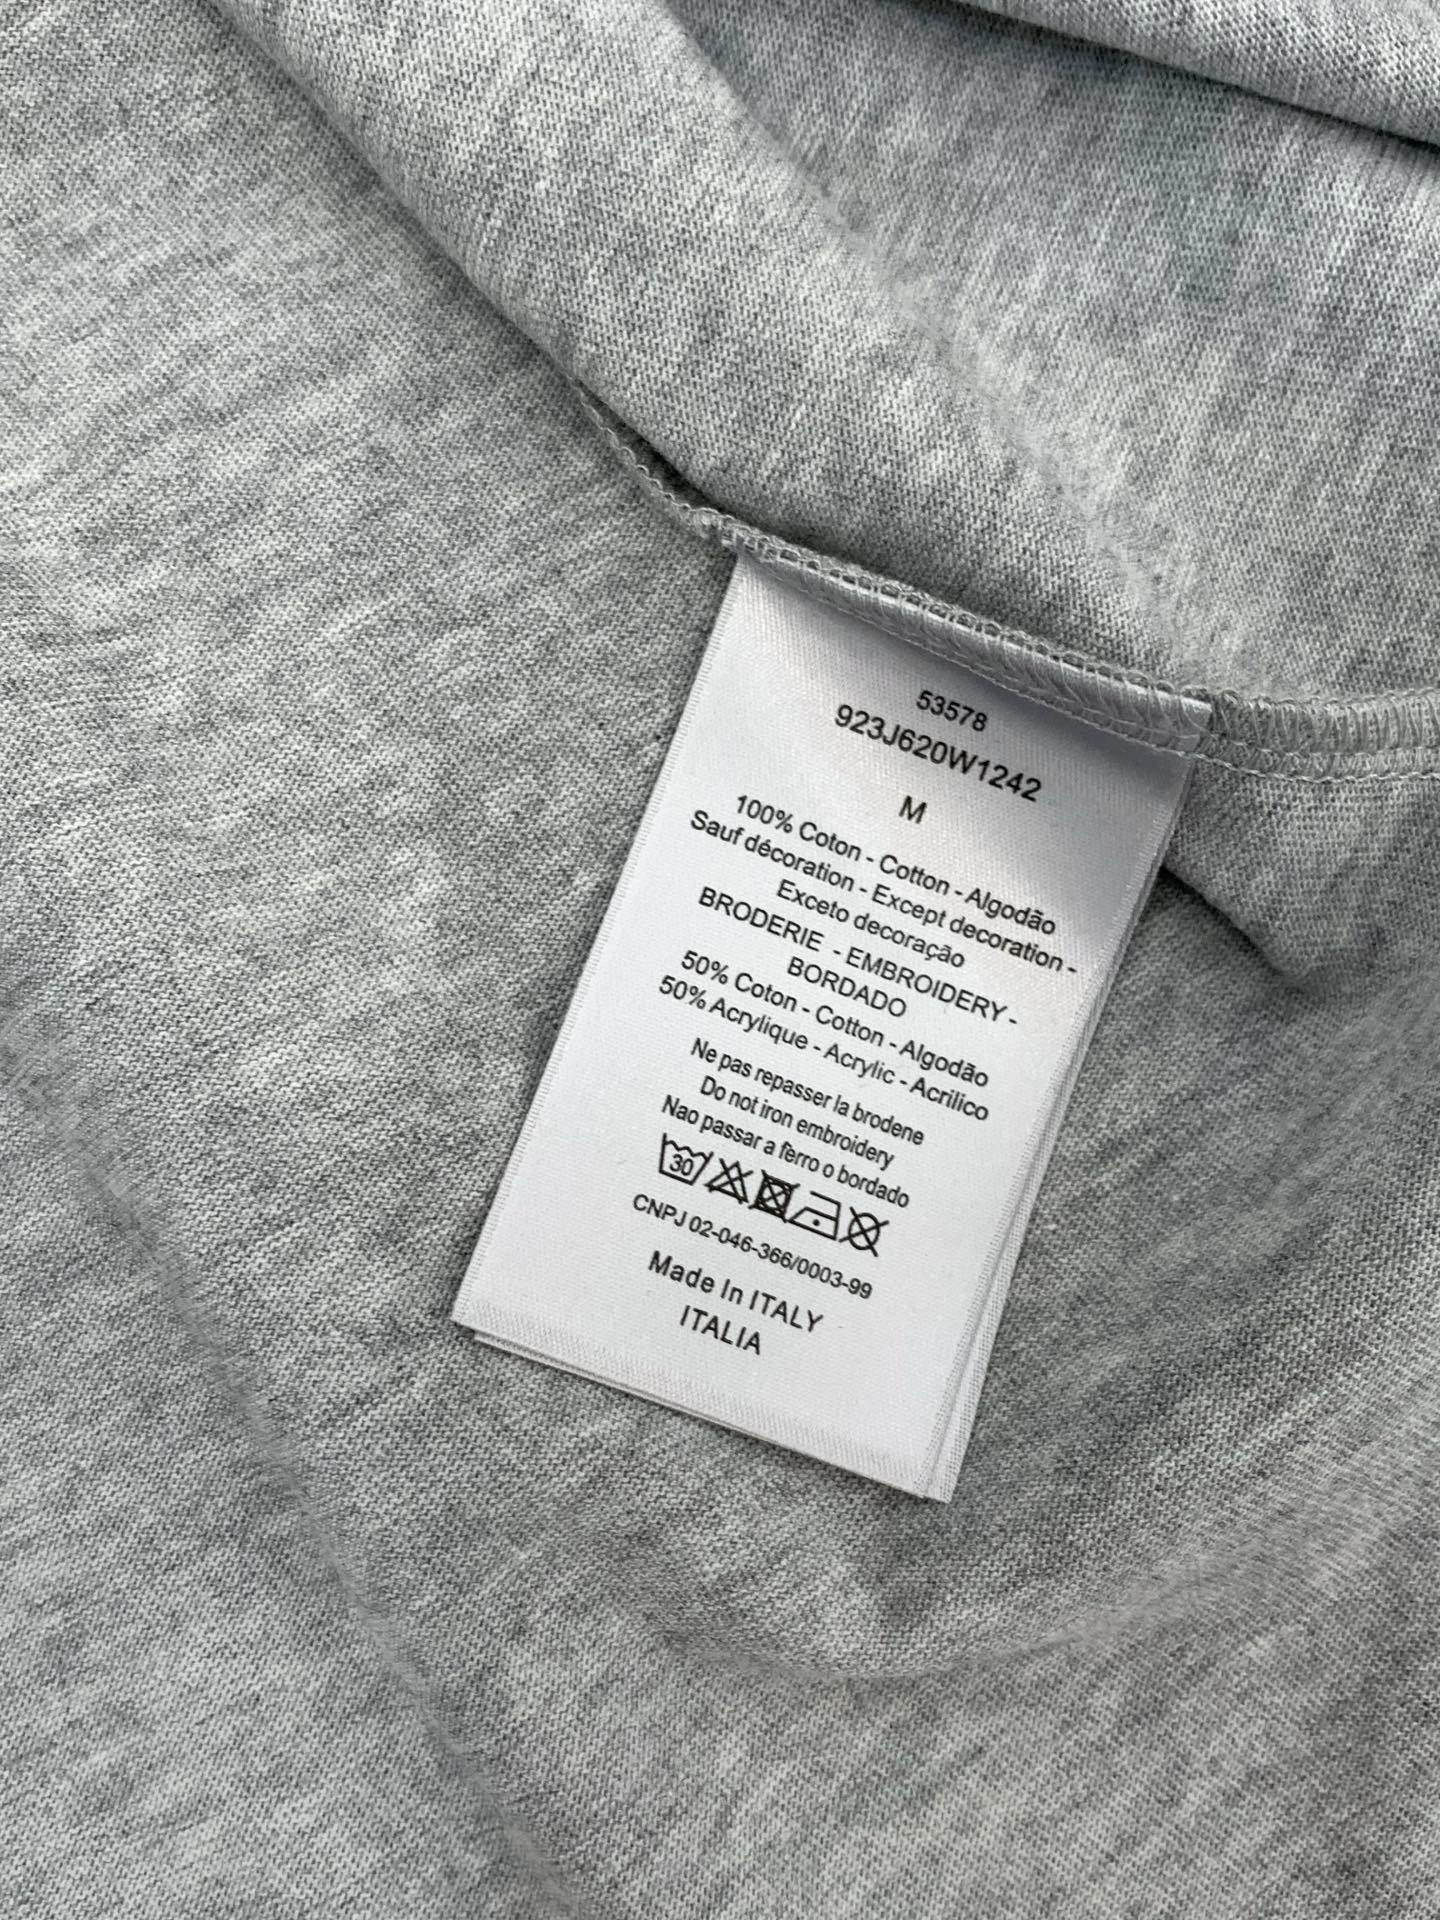 53578
923J620W1242
M
100% Coton - Cotton - Algodão
Sauf décoration - Except decoration -
Exceto decoração
BRODERIE - EMBROIDERY -
BORDADO
50% Coton - Cotton - Algodão
50% Acrylique - Acrylic - Acrilico
Ne pas repasser la brodene
Do not iron embroidery
Nao passar a ferro o bordado
30
CNPJ 02-046-366/0003-99
Made In ITALY
ITALIA